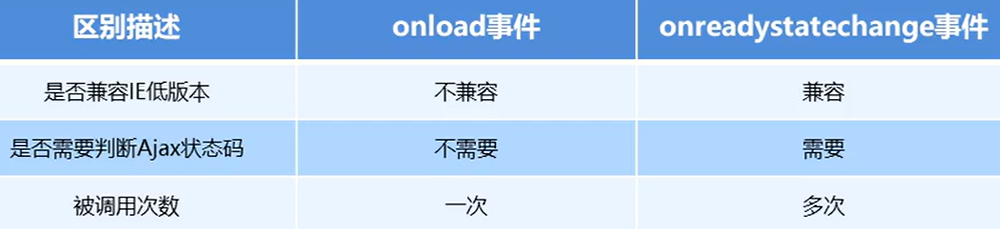 区别描述 onload事件 onreadystatechange事件
是否兼容IE低版本 不兼容 兼容
是否需要判断Ajax状态码 不需要 需要
被调用次数 一次 多次